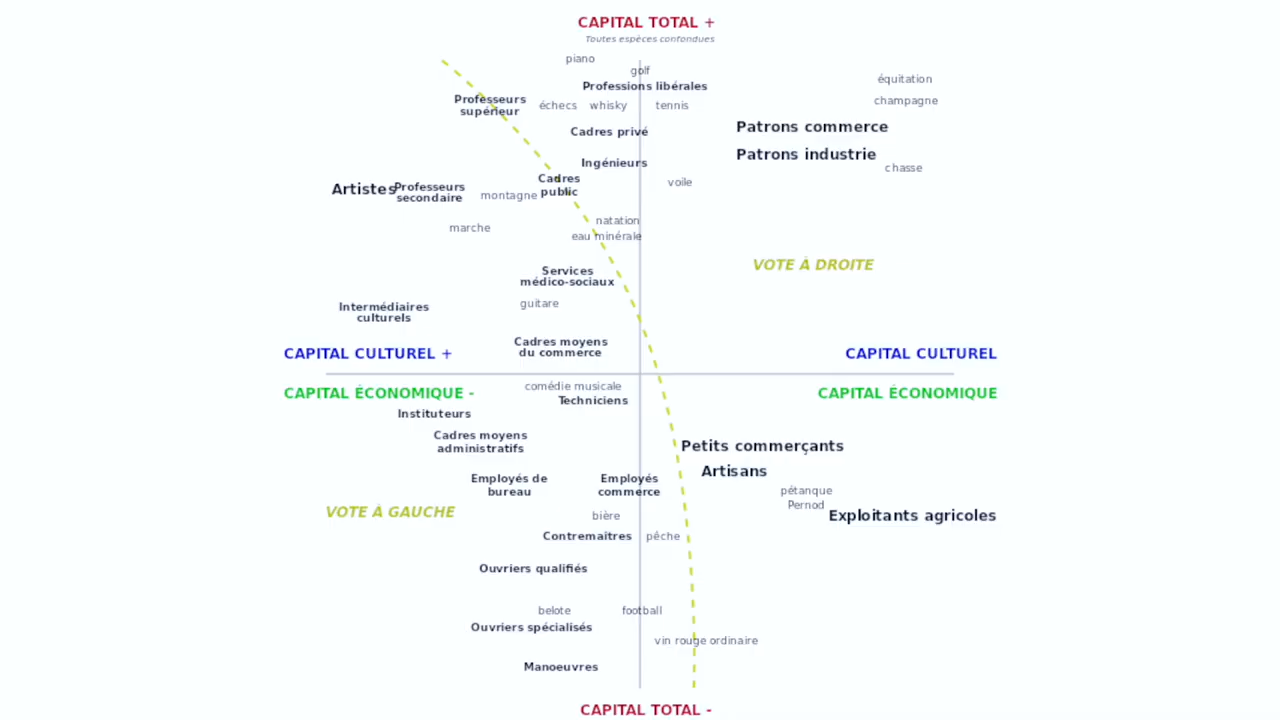 CAPITAL TOTAL +
Toutes espèces confondues
piano
golf
équitation
Professions libérales
Professeurs
supérieur
échecs
whisky
tennis
champagne
Cadres privé
Patrons commerce
Ingénieurs
Patrons industrie
chasse
Cadres
public
voile
Artistes
Professeurs
secondaire
montagne
marche
natation
eau minérale
VOTE À DROITE
Services
médico-sociaux
guitare
Intermédiaires
culturels
Cadres moyens
du commerce
CAPITAL CULTUREL +
CAPITAL CULTUREL
CAPITAL ÉCONOMIQUE -
CAPITAL ÉCONOMIQUE
comédie musicale
Techniciens
Instituteurs
Cadres moyens
administratifs
Petits commerçants
Artisans
Employés de
bureau
Employés
commerce
pétanque
Pernod
Exploitants agricoles
VOTE À GAUCHE
bière
Contremaîtres
pêche
Ouvriers qualifiés
belote
football
Ouvriers spécialisés
vin rouge ordinaire
Manoeuvres
CAPITAL TOTAL -